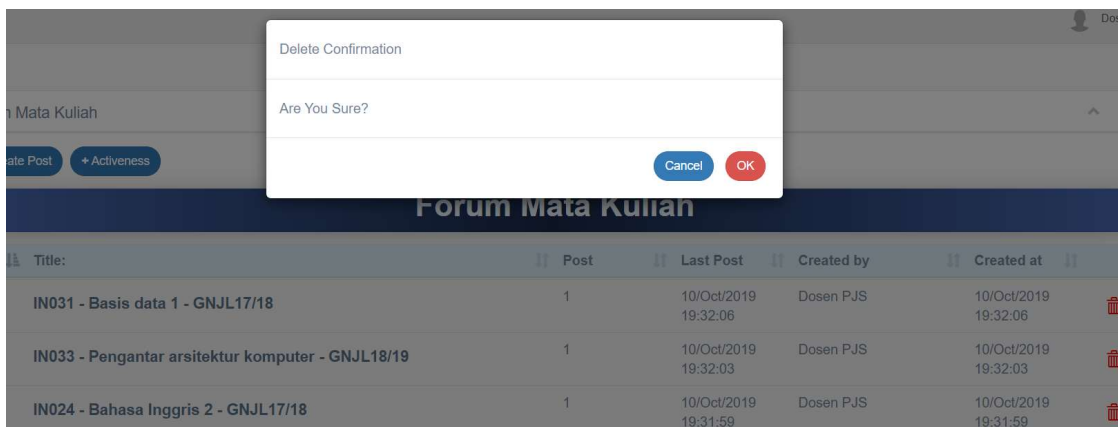 Dos
Delete Confirmation
Are You Sure?
Cancel OK
n Mata Kuliah
ate Post + Activeness
Forum Mata Kuliah
Title: Post Last Post Created by Created at
IN031 - Basis data 1 - GNJL17/18 1 10/Oct/2019 Dosen PJS 10/Oct/2019
19:32:06 19:32:06
IN033 - Pengantar arsitektur komputer - GNJL18/19 1 10/Oct/2019 Dosen PJS 10/Oct/2019
19:32:03 19:32:03
IN024 - Bahasa Inggris 2 - GNJL17/18 1 10/Oct/2019 Dosen PJS 10/Oct/2019
19:31:59 19:31:59